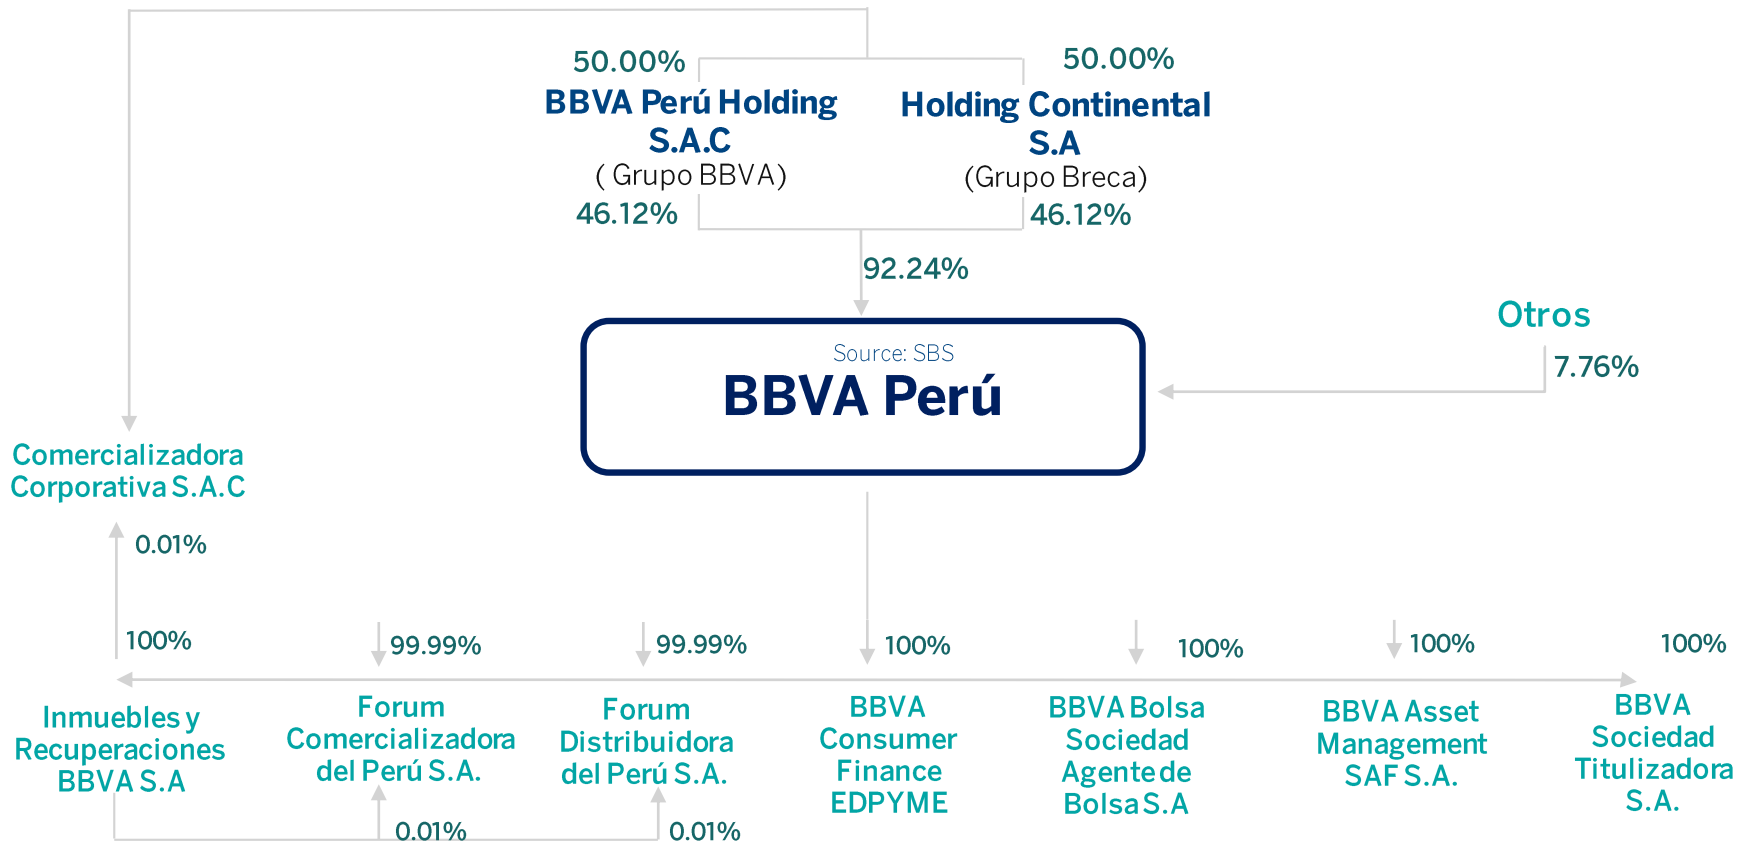 50.00%
50.00%
BBVA Perú Holding
S.A.C
( Grupo BBVA)
46.12%
Holding Continental
S.A
(Grupo Breca)
46.12%
92.24%
Otros
7.76%
Source: SBS
BBVA Perú
Comercializadora
Corporativa S.A.C
0.01%
100%
99.99%
99.99%
100%
100%
100%
100%
Inmuebles y
Recuperaciones
BBVA S.A
Forum
Comercializadora
del Perú S.A.
Forum
Distribuidora
del Perú S.A.
BBVA
Consumer
Finance
EDPYME
BBVA Bolsa
Sociedad
Agente de
Bolsa S.A
BBVA Asset
Management
SAF S.A.
BBVA
Sociedad
Titulizadora
S.A.
0.01%
0.01%